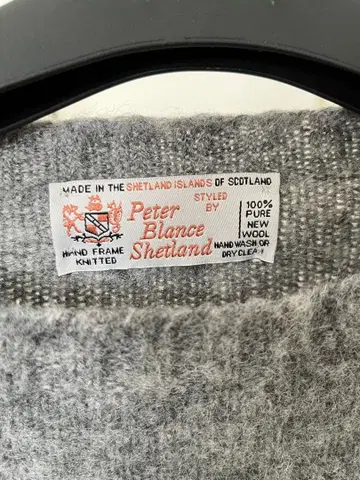 MADE IN THE SHETLAND ISLANDS OF SCOTLAND
STYLED
BY
Peter
Blance
Shetland
HAND FRAME
KNITTED
100%
PURE
NEW
WOOL
HAND WASH OR
DRY CLEAN